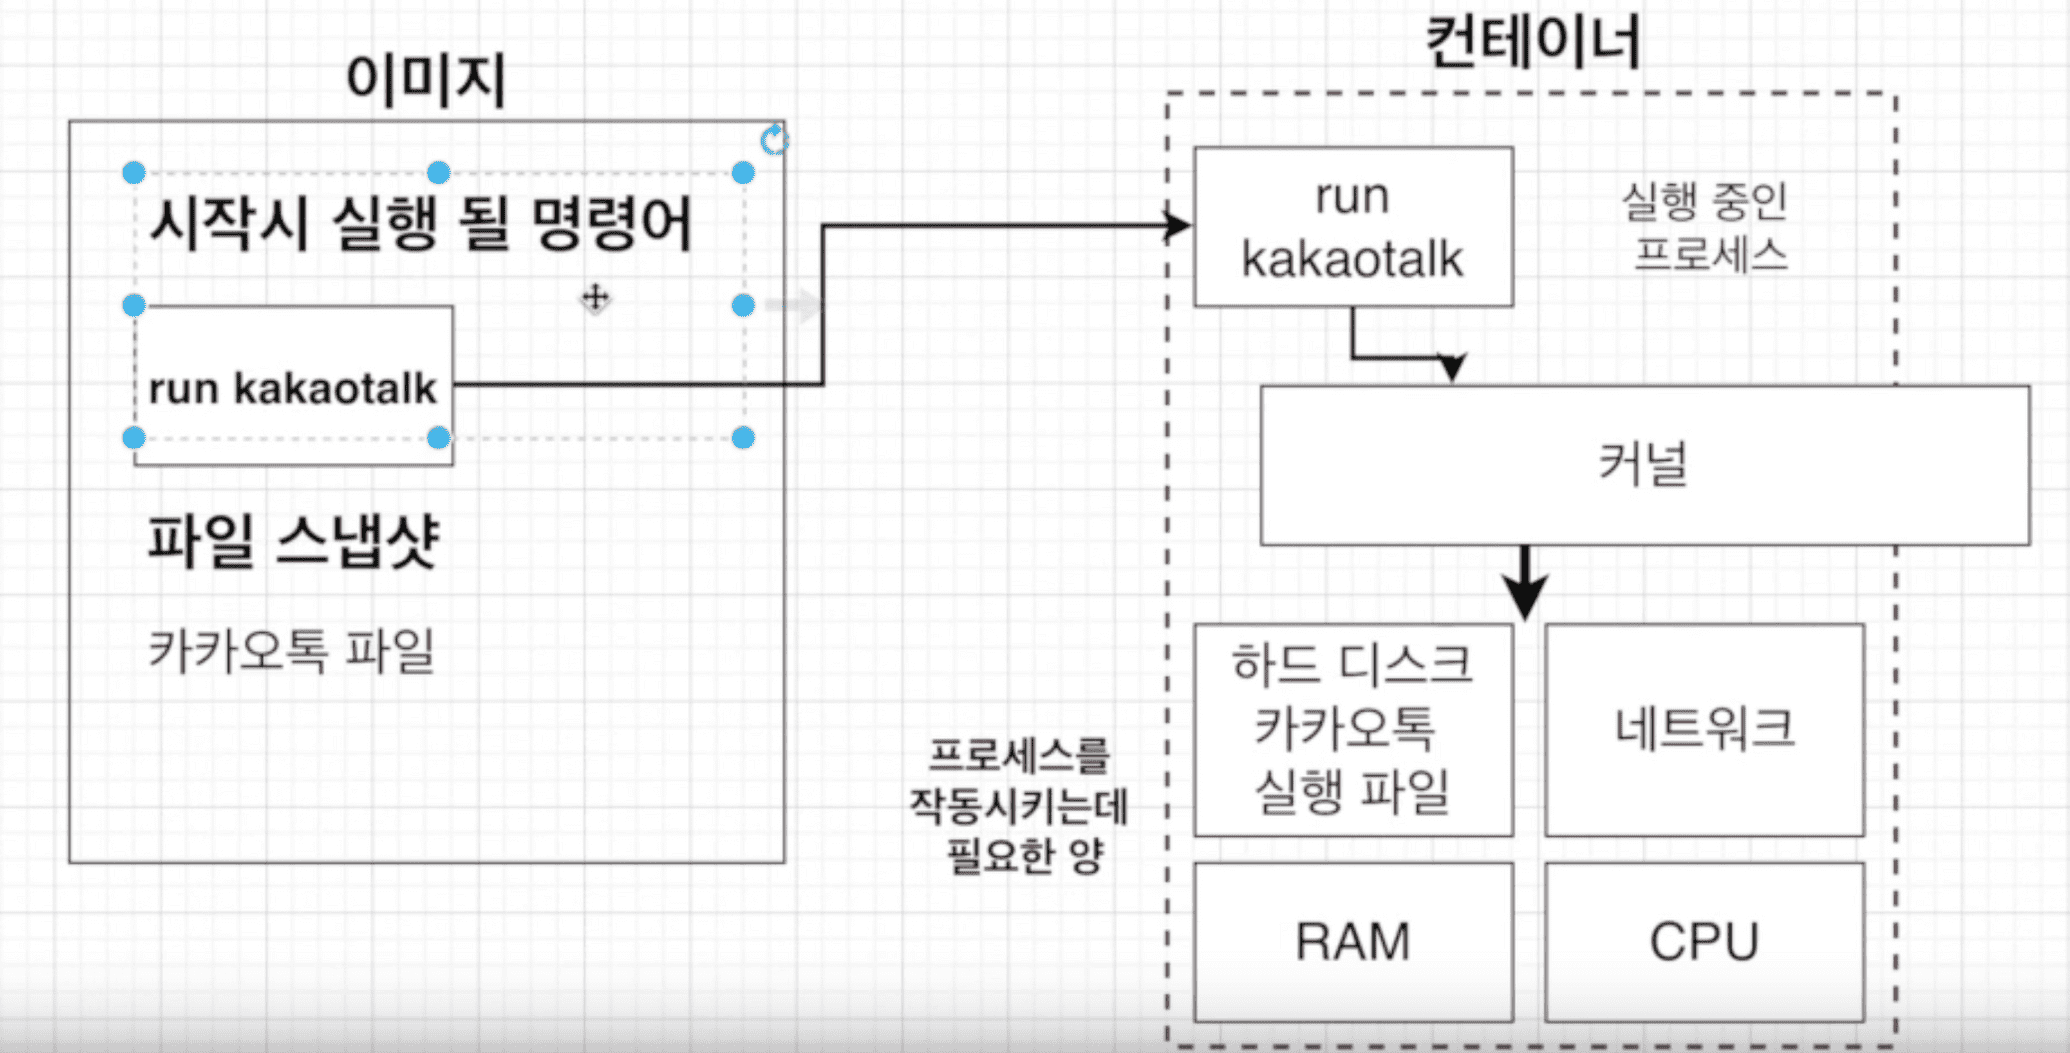 이미지
시작시 실행 될 명령어
run kakaotalk
파일 스냅샷
카카오톡 파일
컨테이너
run
kakaotalk
실행 중인
프로세스
커널
하드 디스크
카카오톡
실행 파일
네트워크
프로세스를
작동시키는데
필요한 양
RAM
CPU